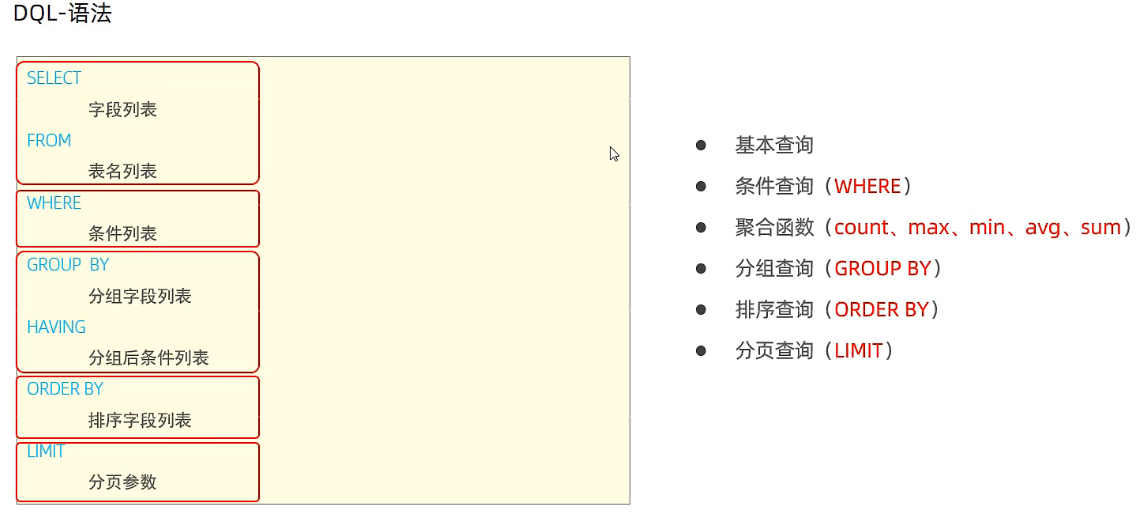 DQL-语法
SELECT
字段列表
FROM
表名列表
WHERE
条件列表
GROUP BY
分组字段列表
HAVING
分组后条件列表
ORDER BY
排序字段列表
LIMIT
分页参数
基本查询
条件查询（WHERE）
聚合函数（count、max、min、avg、sum）
分组查询（GROUP BY）
排序查询（ORDER BY）
分页查询（LIMIT）